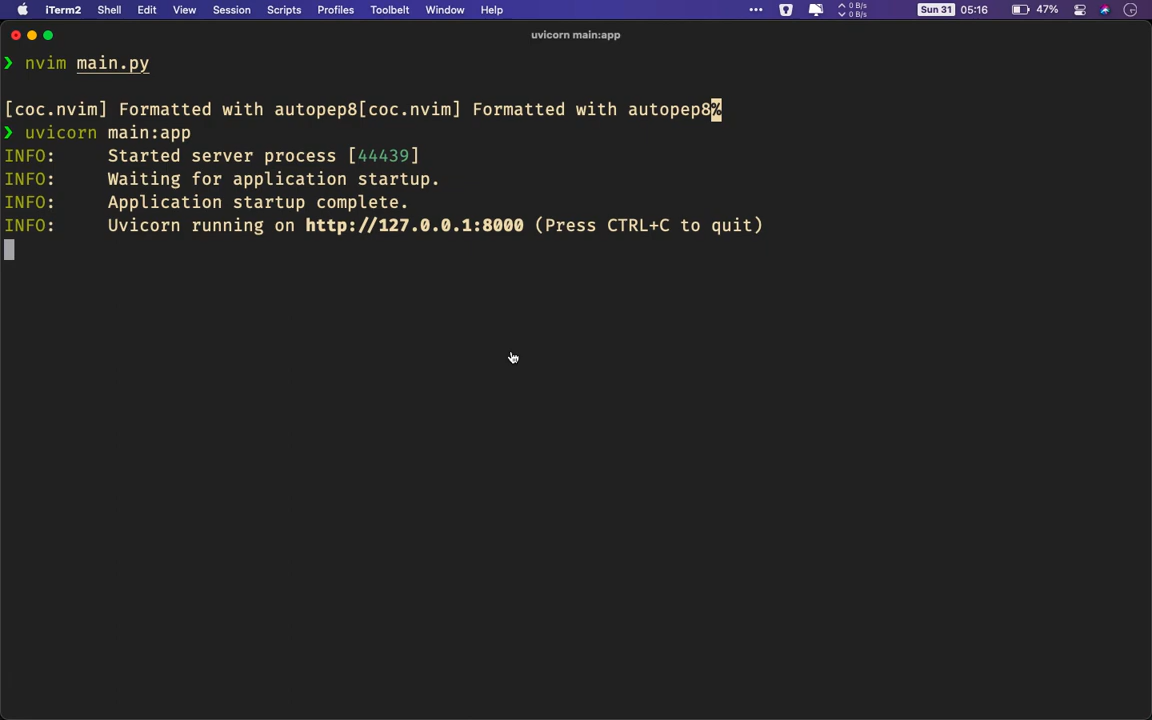 iTerm2 Shell Edit View Session Scripts Profiles Toolbelt Window Help ••• 0 B/s 0 B/s Sun 31 05:16 47%
uvicorn main:app
❯ nvim main.py
[coc.nvim] Formatted with autopep8[coc.nvim] Formatted with autopep8%
❯ uvicorn main:app
INFO: Started server process [44439]
INFO: Waiting for application startup.
INFO: Application startup complete.
INFO: Uvicorn running on http://127.0.0.1:8000 (Press CTRL+C to quit)